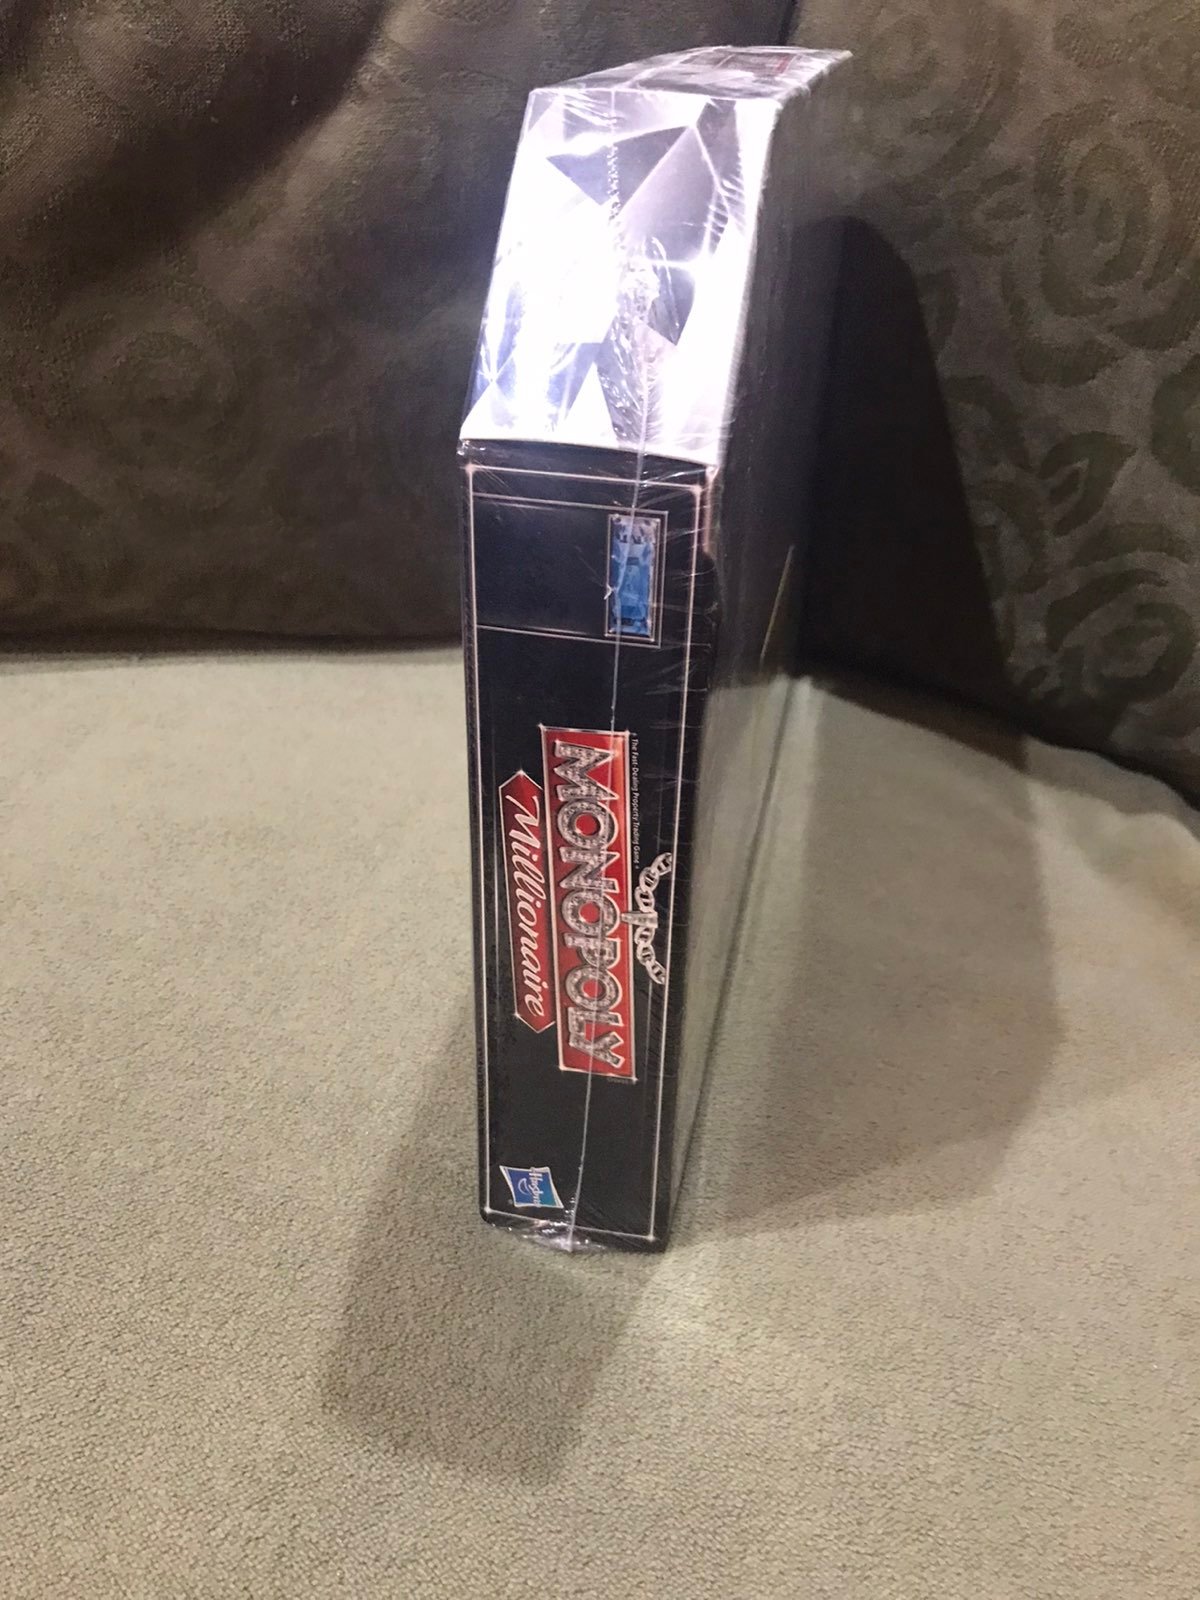 • The Fast-Dealing Property Trading Game •
MONOPOLY
Millionaire
Hasbro